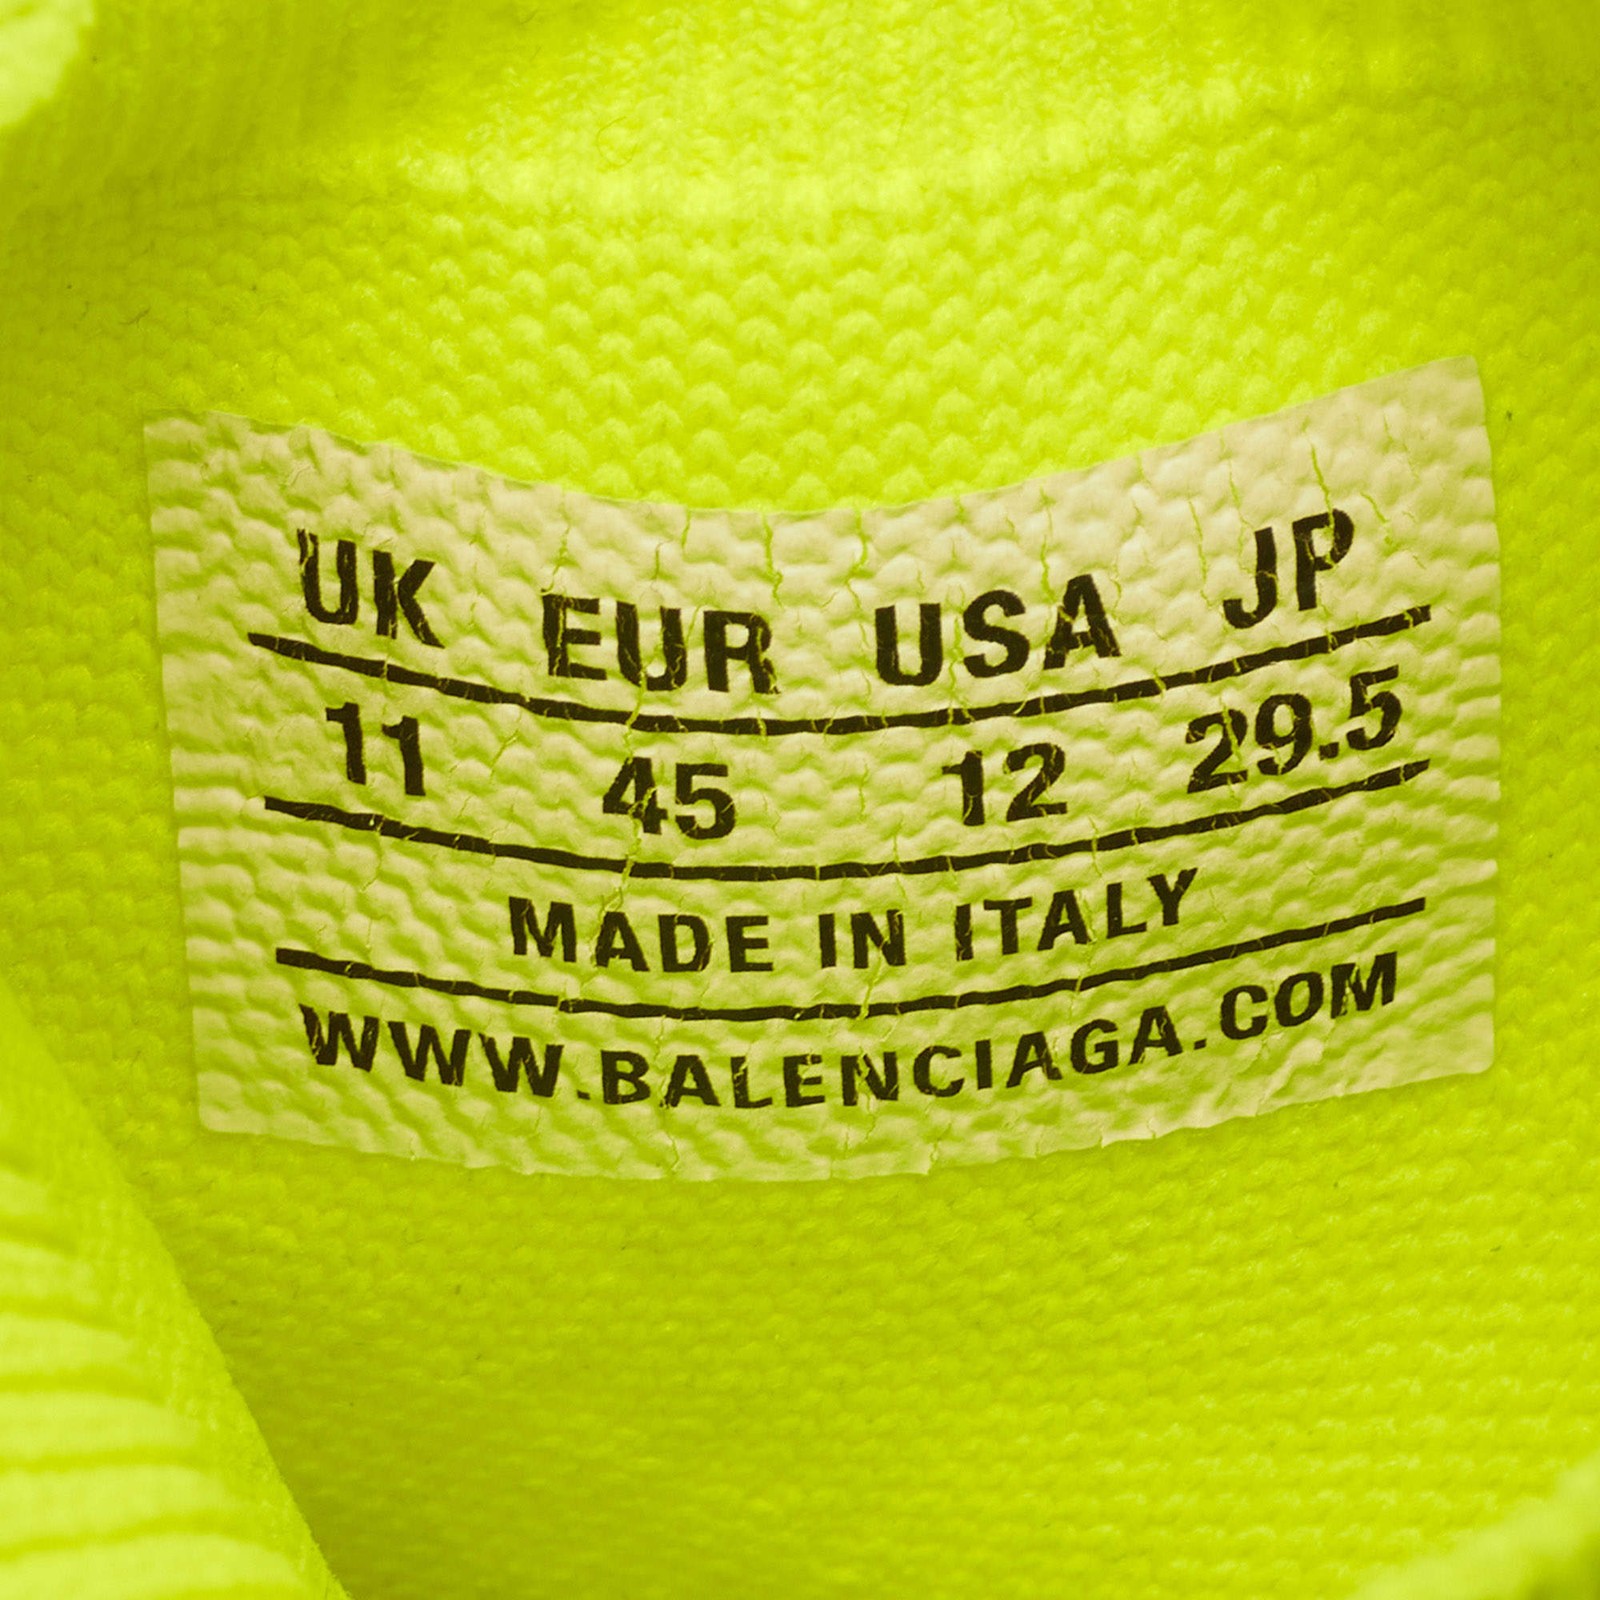 UK EUR USA JP
11 45 12 29.5
MADE IN ITALY
WWW.BALENCIAGA.COM